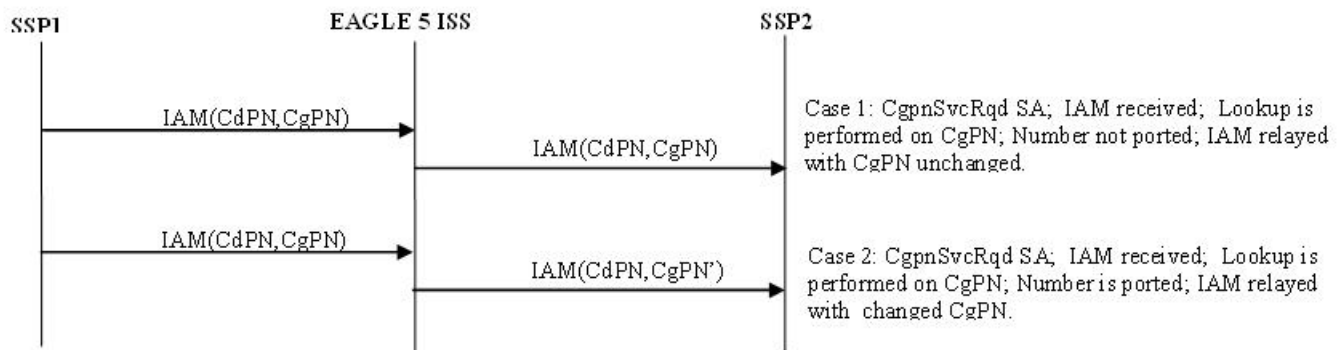 SSP1
EAGLE 5 ISS
SSP2
IAM(CdPN,CgPN)
IAM(CdPN,CgPN)
Case 1: CgpnSvcRqd SA; IAM received; Lookup is
performed on CgPN; Number not ported; IAM relayed
with CgPN unchanged.
IAM(CdPN,CgPN)
IAM(CdPN,CgPN’)
Case 2: CgpnSvcRqd SA; IAM received; Lookup is
performed on CgPN; Number is ported; IAM relayed
with changed CgPN.